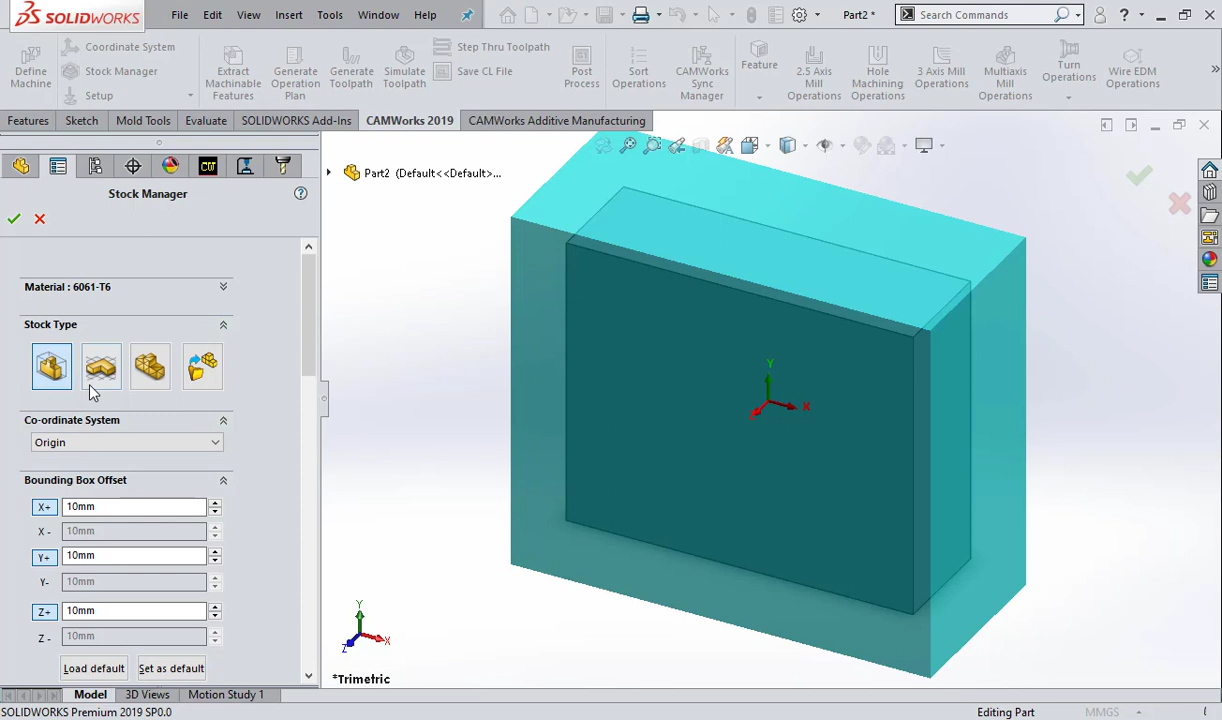 SOLIDWORKS File Edit View Insert Tools Window Help Part2 * Search Commands ?
Define Machine
Coordinate System
Stock Manager
Setup
Extract Machinable Features
Generate Operation Plan
Generate Toolpath
Simulate Toolpath
Step Thru Toolpath
Save CL File
Post Process
Sort Operations
CAMWorks Sync Manager
Feature
2.5 Axis Mill Operations
Hole Machining Operations
3 Axis Mill Operations
Multiaxis Mill Operations
Turn Operations
Wire EDM Operations
Features Sketch Mold Tools Evaluate SOLIDWORKS Add-Ins CAMWorks 2019 CAMWorks Additive Manufacturing
Part2 (Default<<Default>...
Stock Manager
Material : 6061-T6
Stock Type
Co-ordinate System
Origin
Bounding Box Offset
X+ 10mm
X - 10mm
Y+ 10mm
Y- 10mm
Z+ 10mm
Z - 10mm
Load default Set as default
Y
X
Y
X
Z
*Trimetric
Model 3D Views Motion Study 1
SOLIDWORKS Premium 2019 SP0.0 Editing Part MMGS